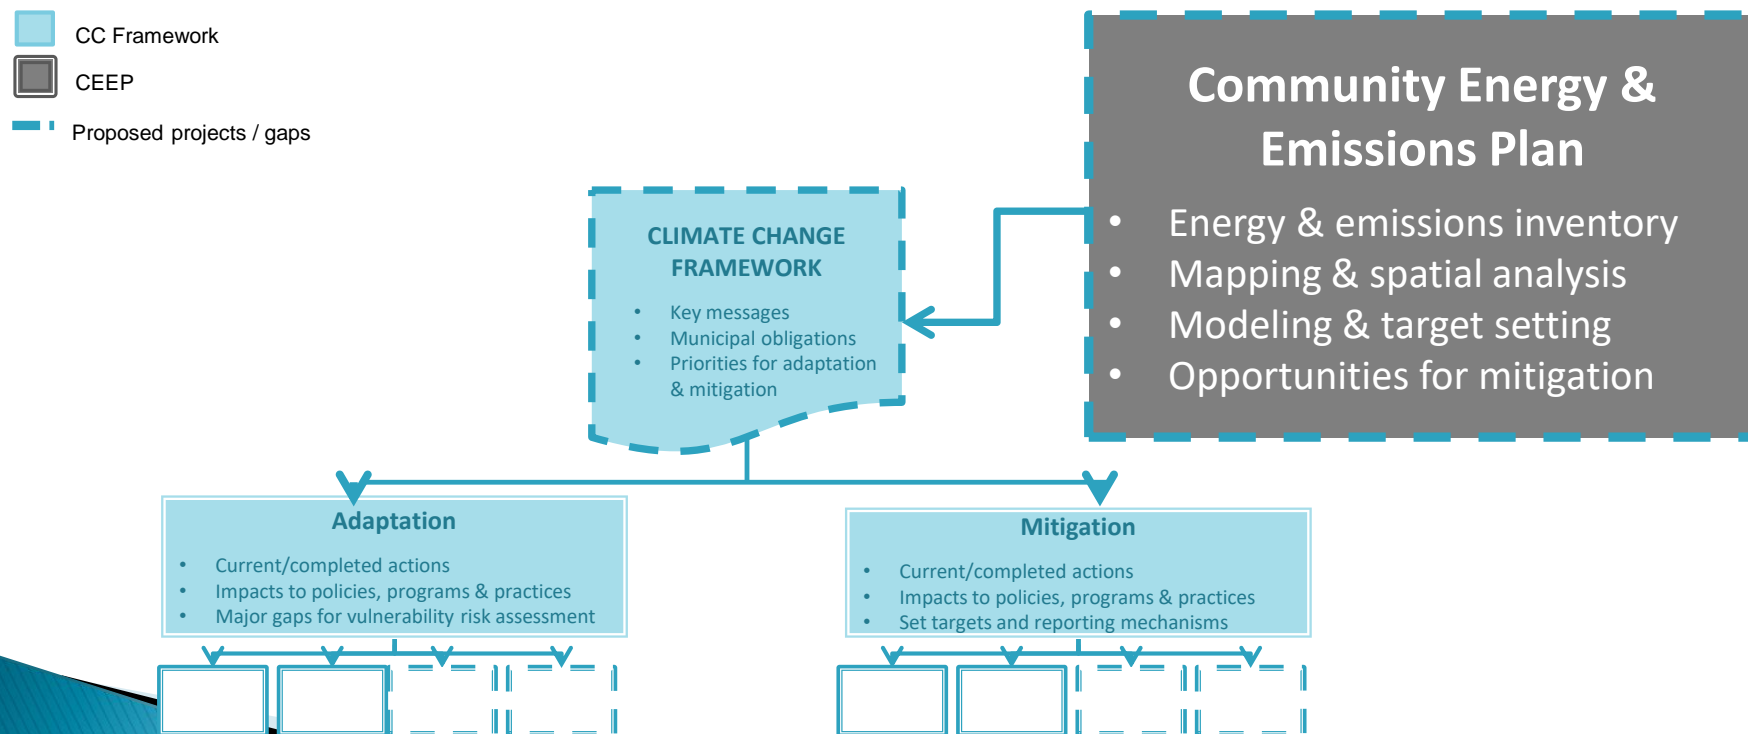 CC Framework
CEEP
Proposed projects / gaps
Community Energy &
Emissions Plan
• Energy & emissions inventory
• Mapping & spatial analysis
• Modeling & target setting
• Opportunities for mitigation
CLIMATE CHANGE
FRAMEWORK
• Key messages
• Municipal obligations
• Priorities for adaptation
& mitigation
Adaptation
• Current/completed actions
• Impacts to policies, programs & practices
• Major gaps for vulnerability risk assessment
Mitigation
• Current/completed actions
• Impacts to policies, programs & practices
• Set targets and reporting mechanisms